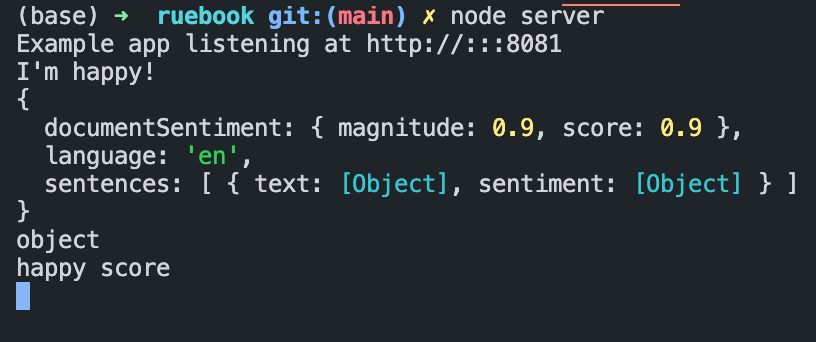 (base) ➜  ruebook git:(main) ✗ node server
Example app listening at http://:::8081
I'm happy!
{
  documentSentiment: { magnitude: 0.9, score: 0.9 },
  language: 'en',
  sentences: [ { text: [Object], sentiment: [Object] } ]
}
object
happy score